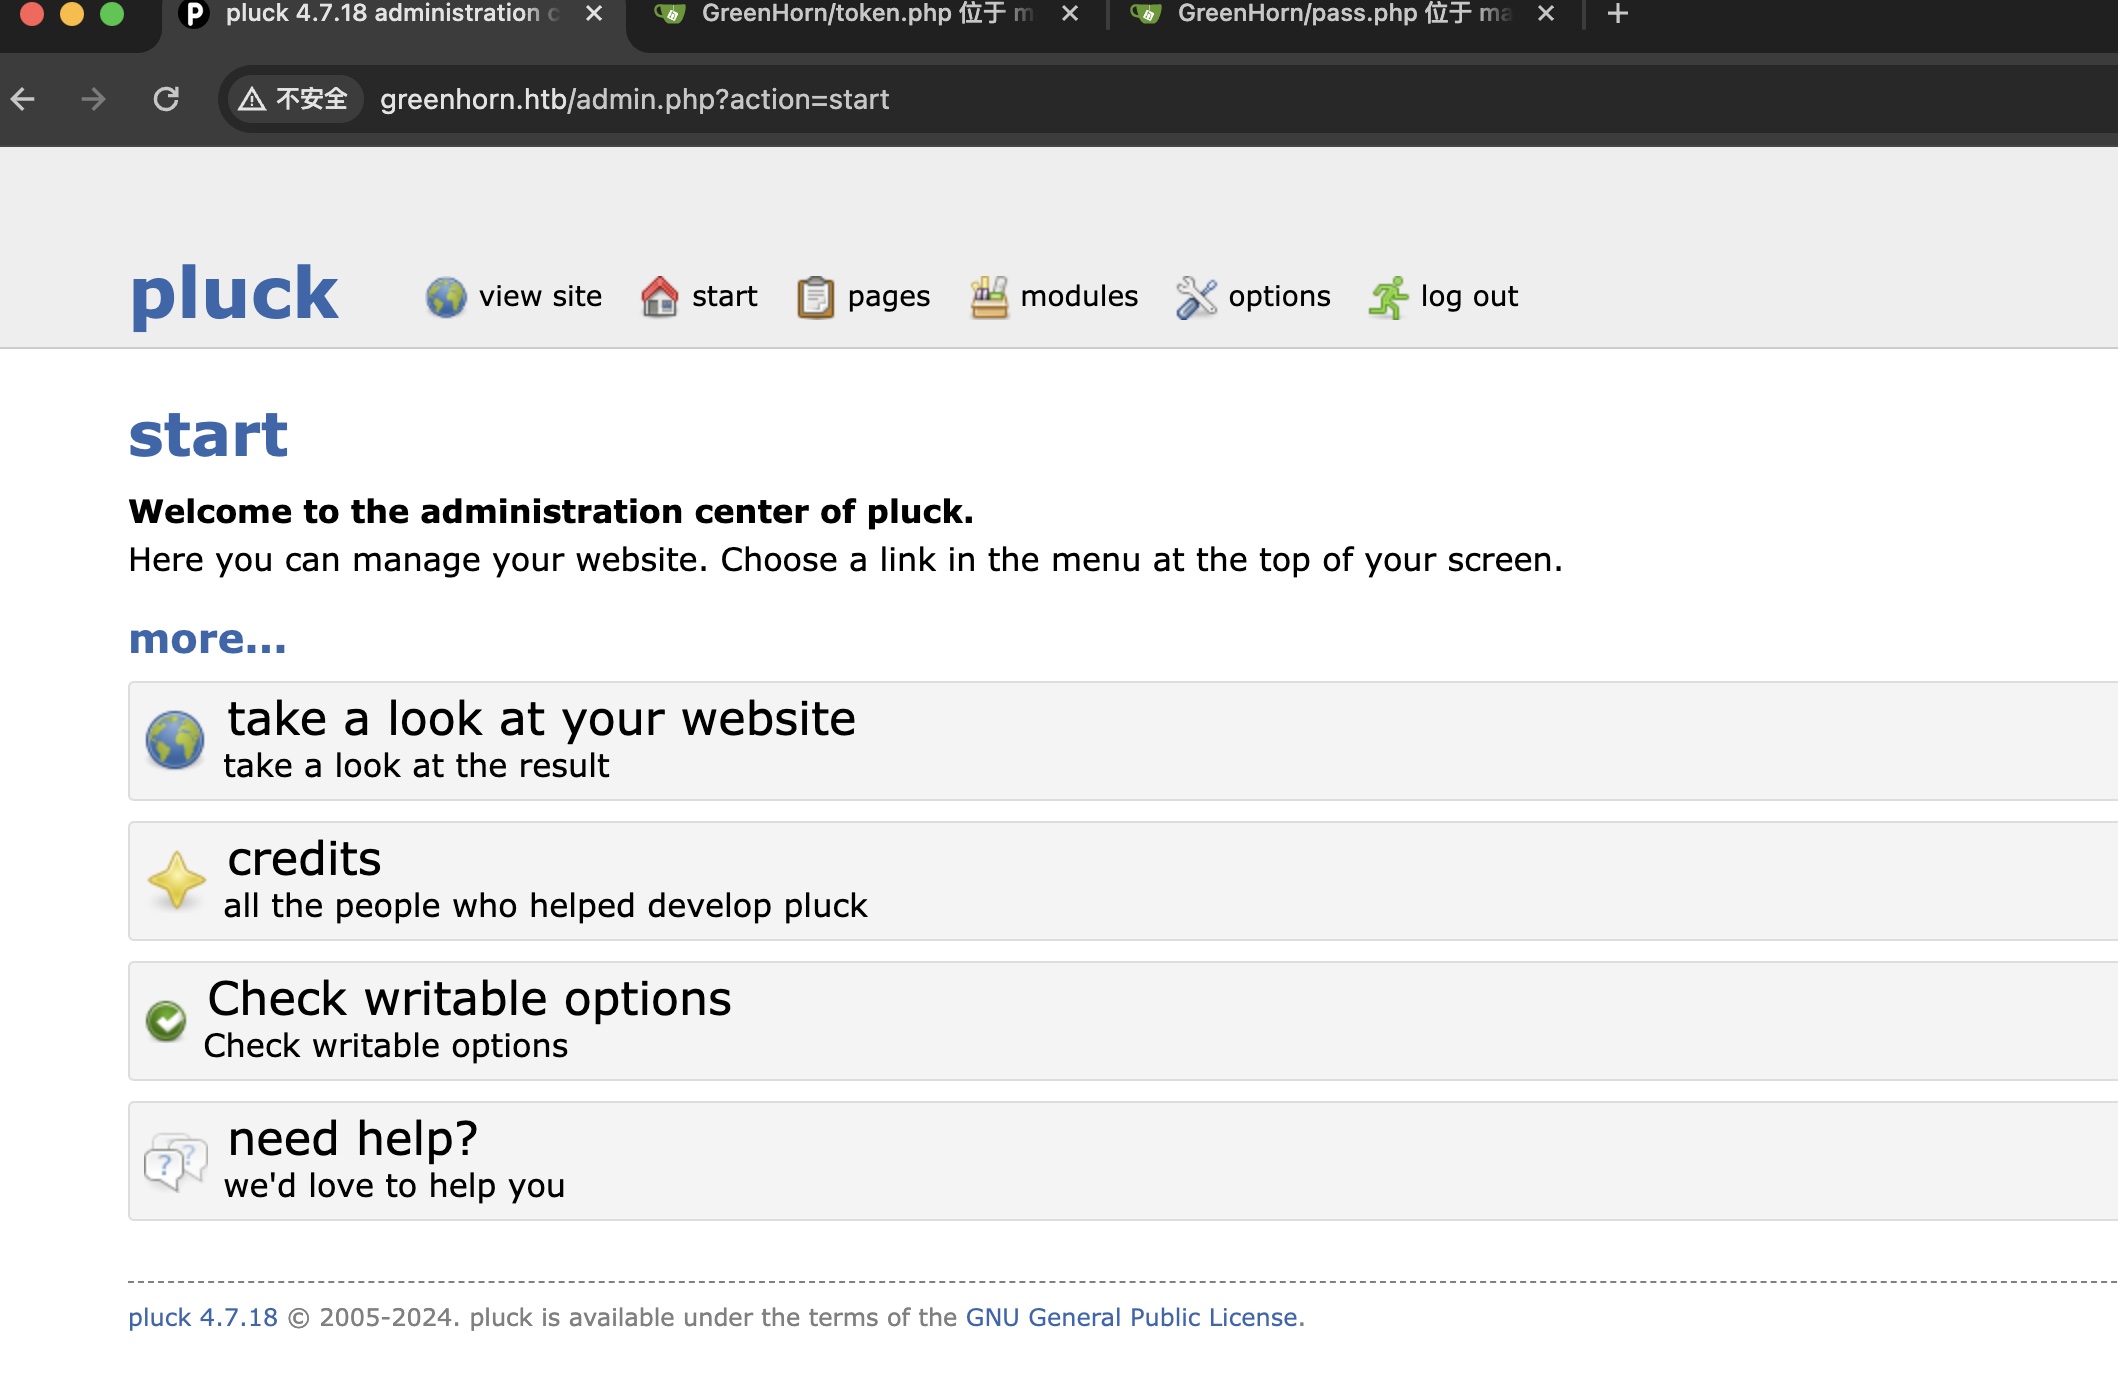 pluck 4.7.18 administration
GreenHorn/token.php 位于
GreenHorn/pass.php 位于
不安全 greenhorn.htb/admin.php?action=start
pluck view site start pages modules options log out
start
Welcome to the administration center of pluck.
Here you can manage your website. Choose a link in the menu at the top of your screen.
more...
take a look at your website
take a look at the result
credits
all the people who helped develop pluck
Check writable options
Check writable options
need help?
we'd love to help you
pluck 4.7.18 © 2005-2024. pluck is available under the terms of the GNU General Public License.